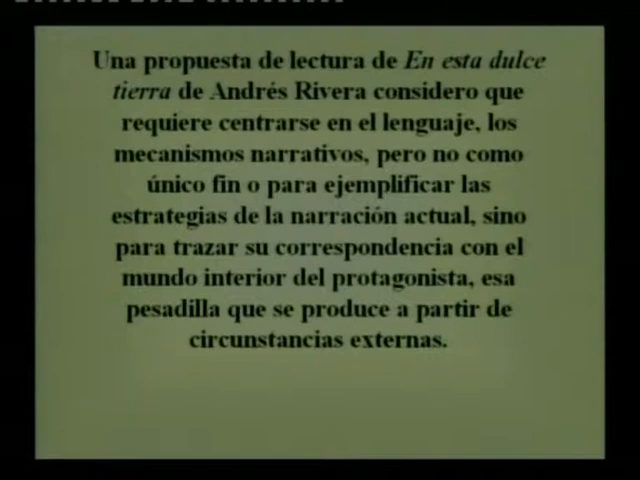 Una propuesta de lectura de En esta dulce
tierra de Andrés Rivera considero que
requiere centrarse en el lenguaje, los
mecanismos narrativos, pero no como
único fin o para ejemplificar las
estrategias de la narración actual, sino
para trazar su correspondencia con el
mundo interior del protagonista, esa
pesadilla que se produce a partir de
circunstancias externas.